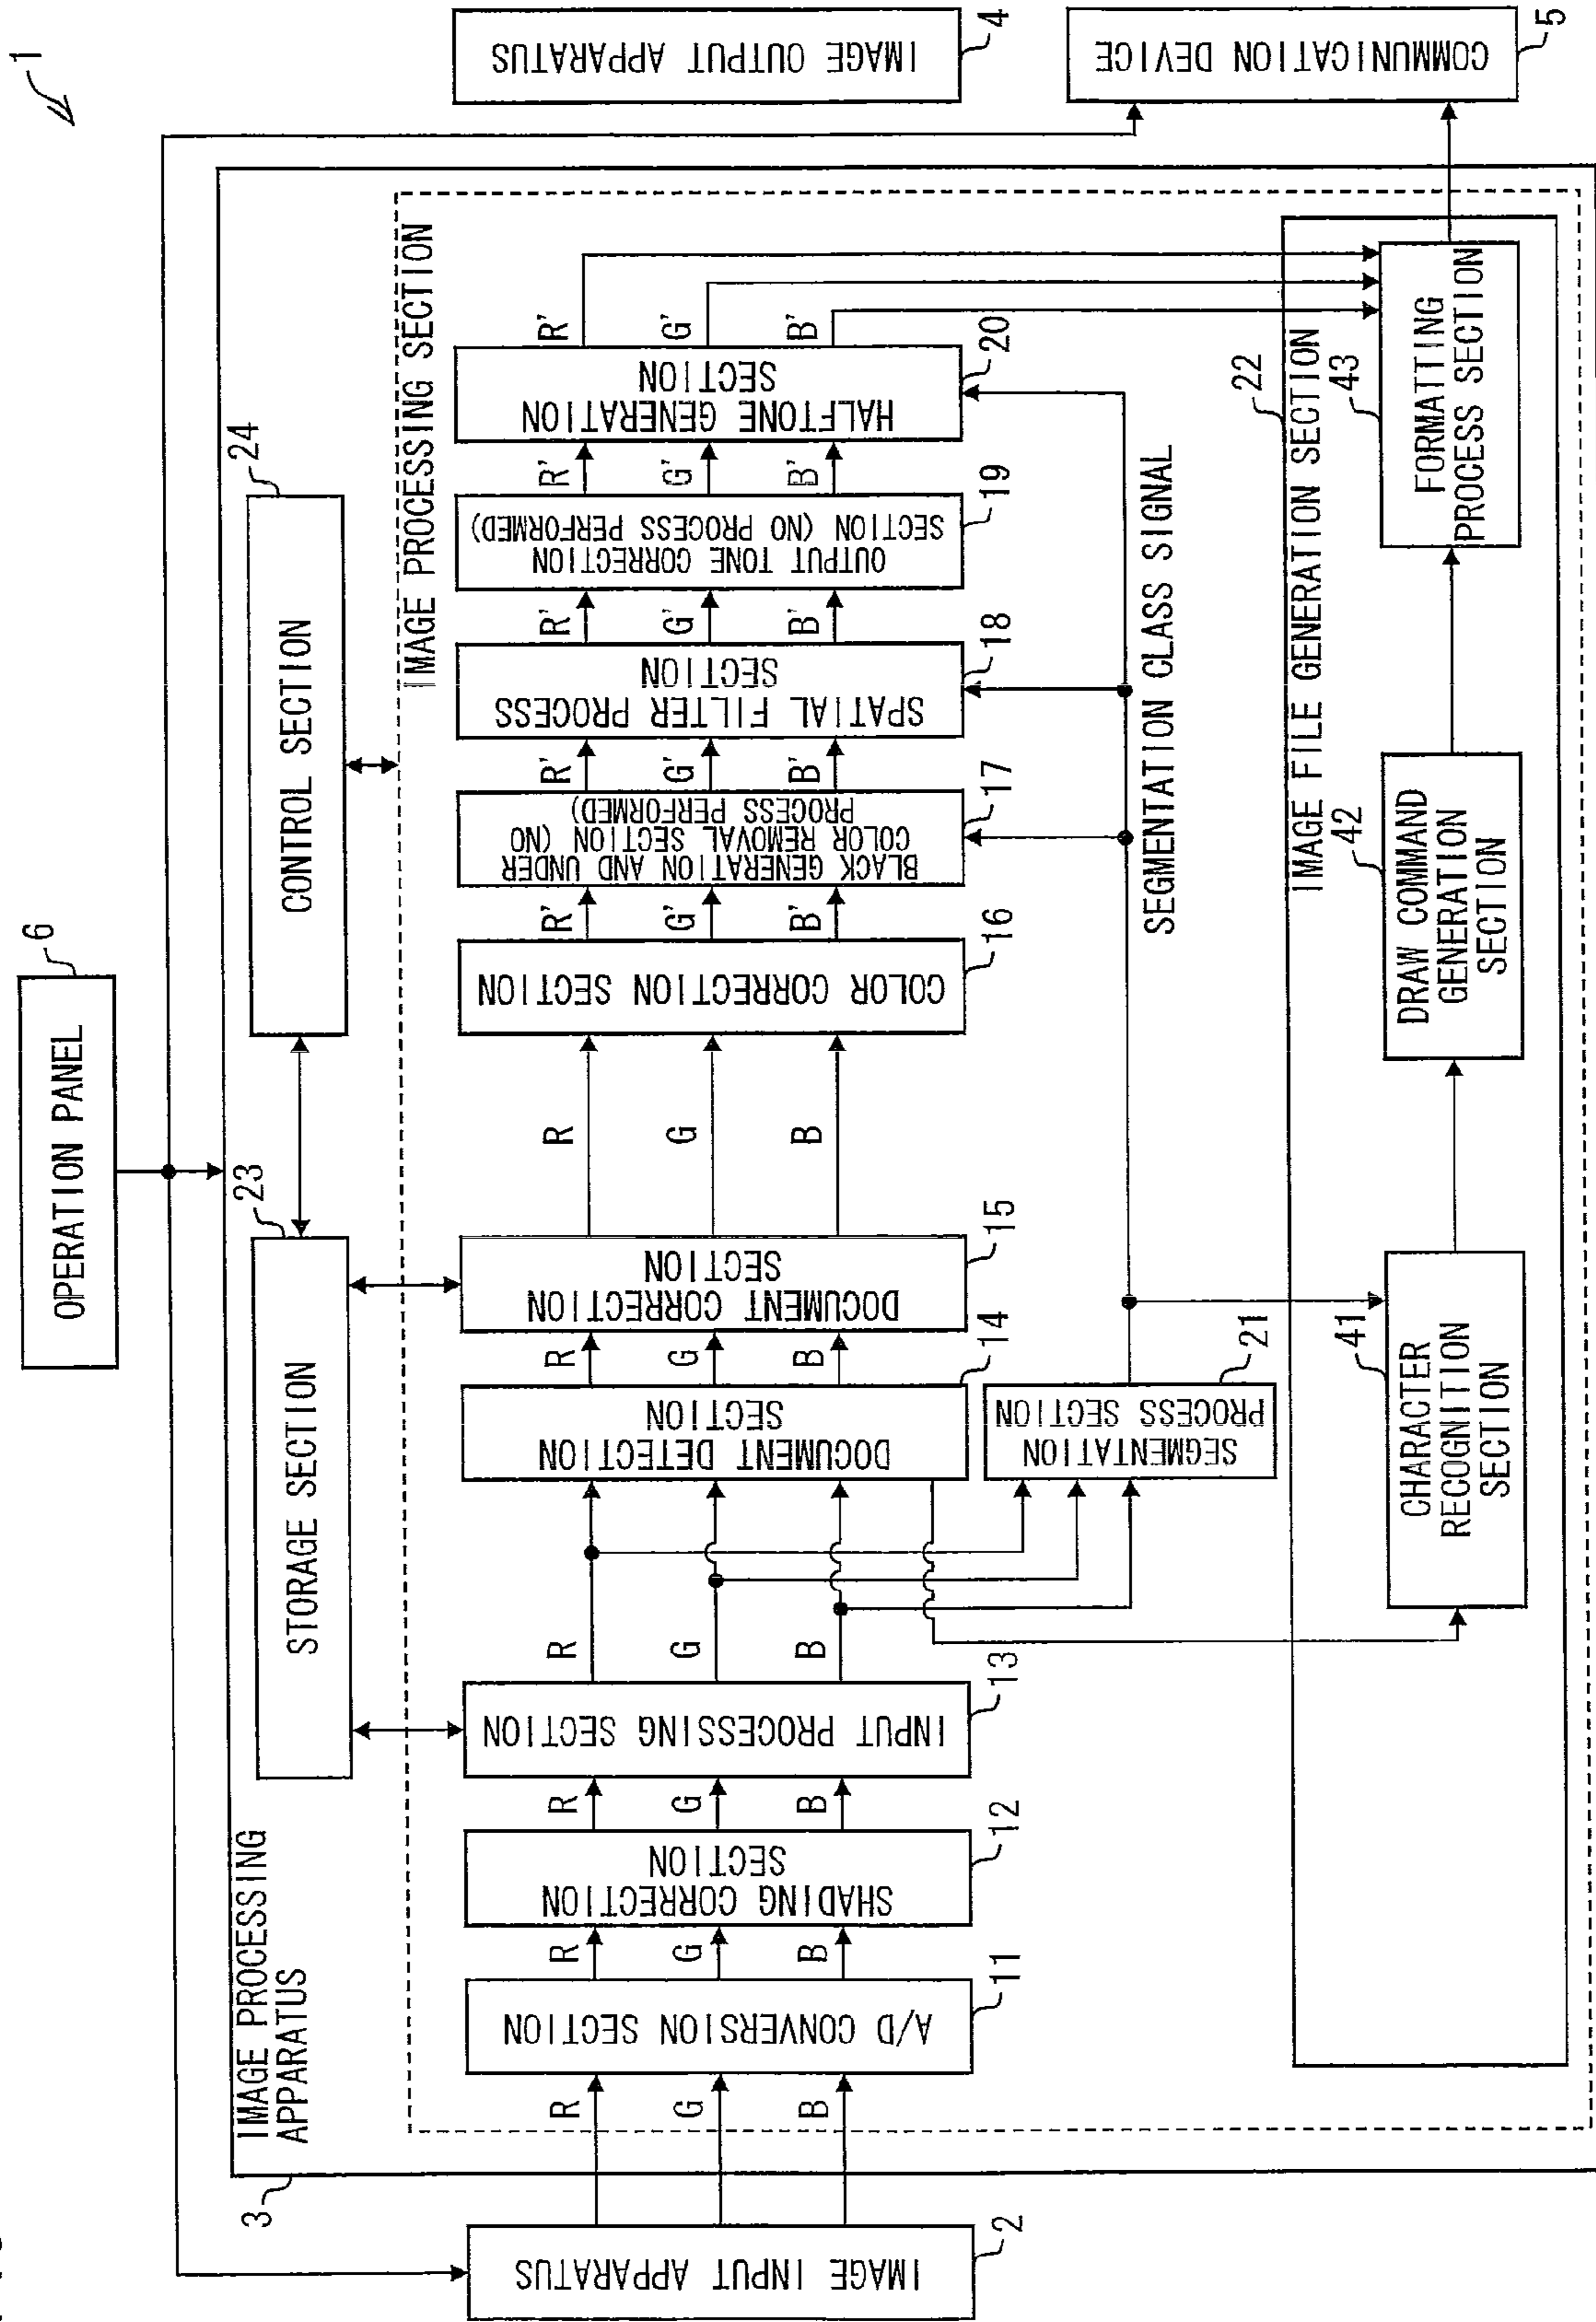 1
OPERATION PANEL
6
IMAGE PROCESSING
APPARATUS
3
STORAGE SECTION
23
CONTROL SECTION
24
IMAGE PROCESSING SECTION
IMAGE INPUT APPARATUS
2
R
G
B
A/D CONVERSION SECTION
11
R
G
B
SHADING CORRECTION
SECTION
12
R
G
B
INPUT PROCESSING SECTION
13
R
G
B
DOCUMENT DETECTION
SECTION
14
R
G
B
DOCUMENT CORRECTION
SECTION
15
R
G
B
COLOR CORRECTION SECTION
16
R'
G'
B'
BLACK GENERATION AND UNDER
COLOR REMOVAL SECTION (NO
PROCESS PERFORMED)
17
R'
G'
B'
SPATIAL FILTER PROCESS
SECTION
18
R'
G'
B'
OUTPUT TONE CORRECTION
SECTION (NO PROCESS PERFORMED)
19
R'
G'
B'
HALFTONE GENERATION
SECTION
20
R'
G'
B'
IMAGE OUTPUT APPARATUS
4
COMMUNICATION DEVICE
5
SEGMENTATION
PROCESS SECTION
21
SEGMENTATION CLASS SIGNAL
IMAGE FILE GENERATION SECTION
22
CHARACTER
RECOGNITION
SECTION
41
DRAW COMMAND
GENERATION
SECTION
42
FORMATTING
PROCESS SECTION
43